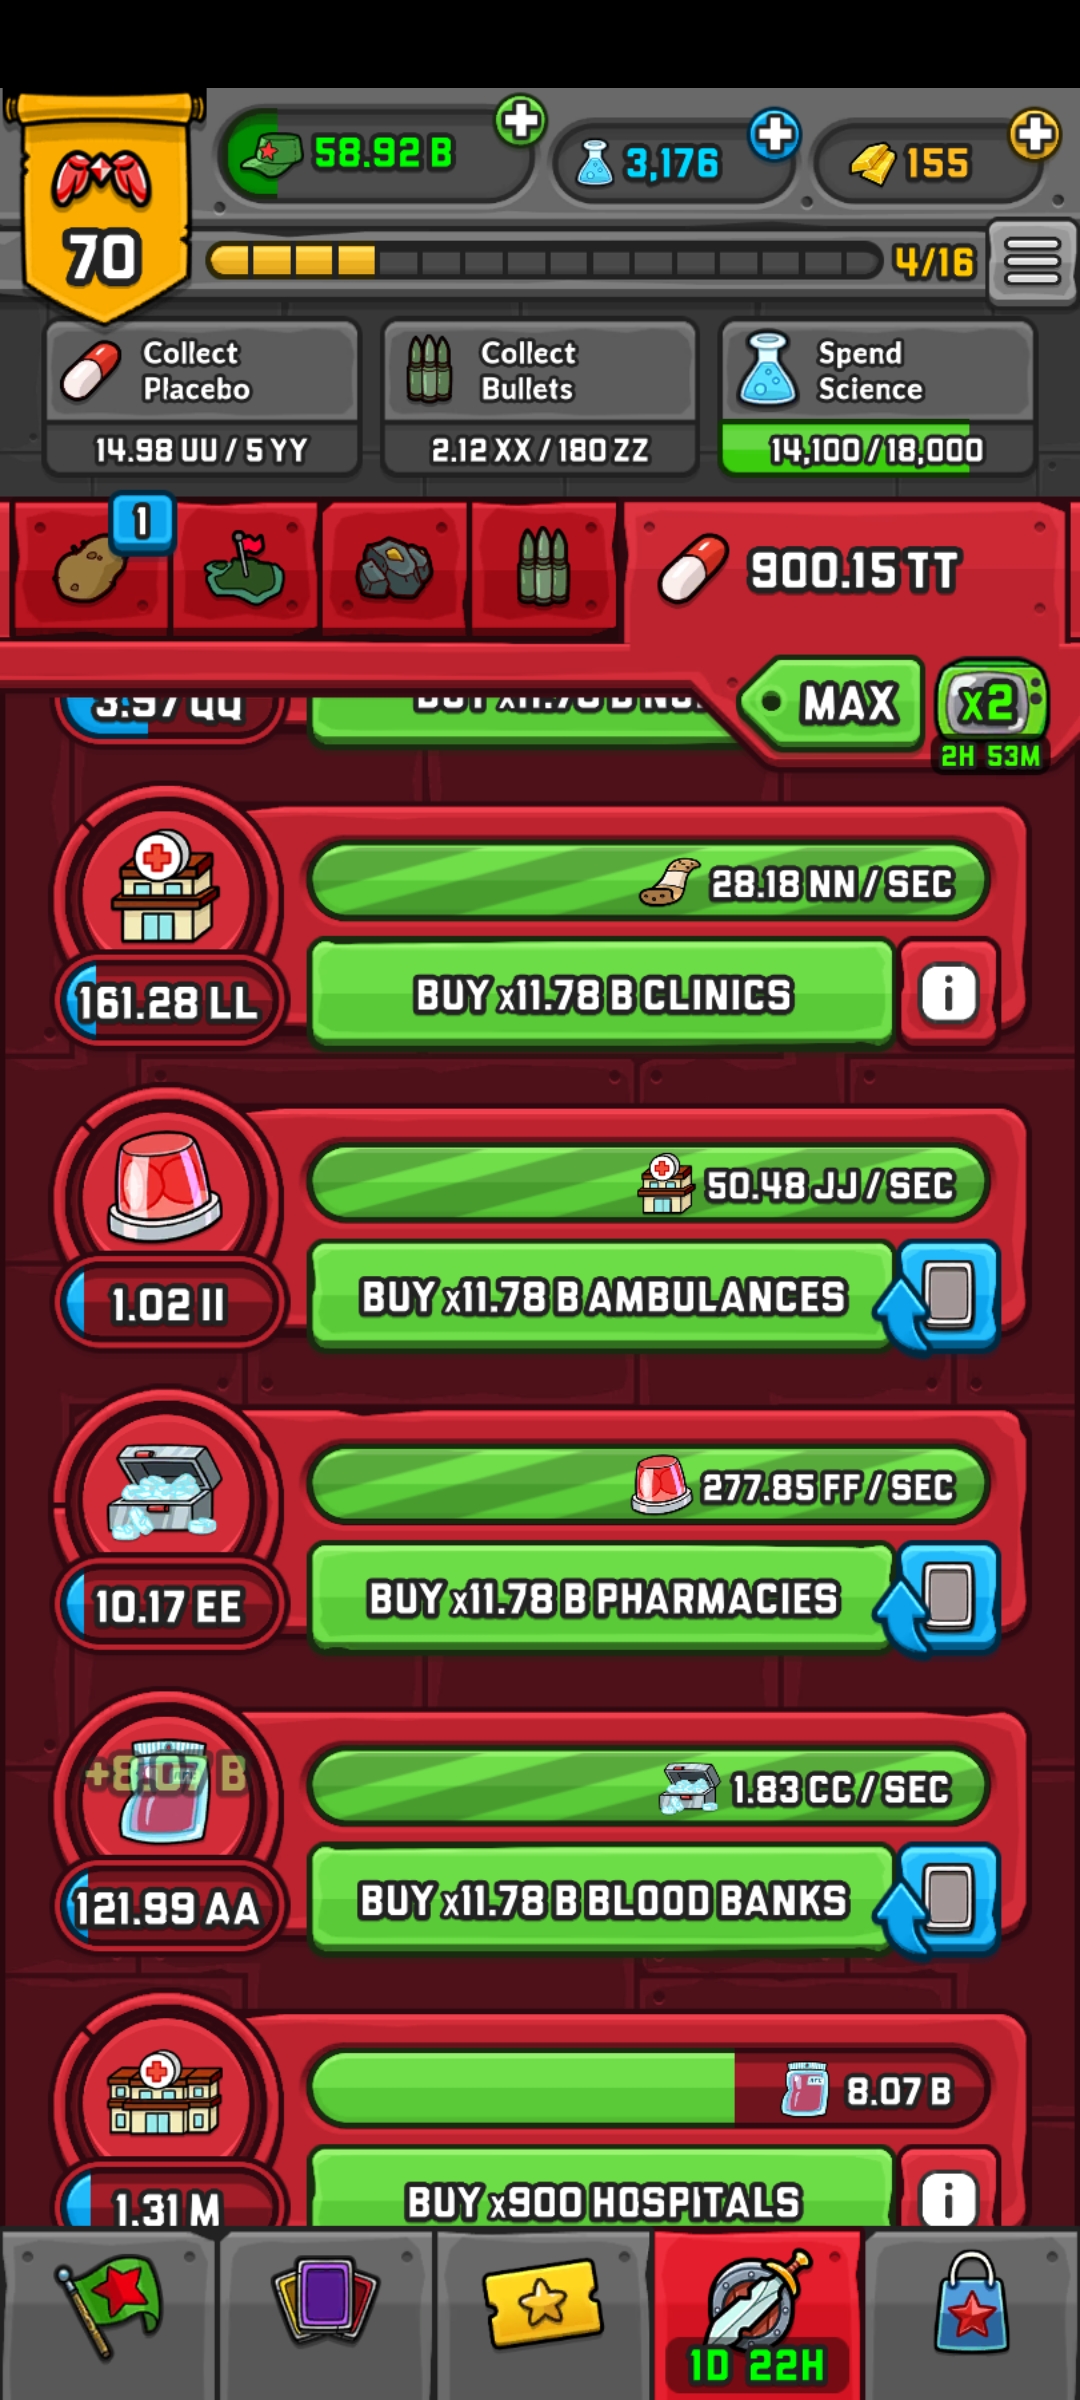 58.92 B
3,176
155
70
4/16
Collect
Placebo
14.98 UU / 5 YY
Collect
Bullets
2.12 XX / 180 ZZ
Spend
Science
14,100 / 18,000
1
900.15 TT
MAX
x2
2H 53M
3.97 QQ
28.18 NN / SEC
161.28 LL
BUY x11.78 B CLINICS
50.48 JJ / SEC
1.02 II
BUY x11.78 B AMBULANCES
277.85 FF / SEC
10.17 EE
BUY x11.78 B PHARMACIES
+8.07 B
1.83 CC / SEC
121.99 AA
BUY x11.78 B BLOOD BANKS
8.07 B
1.31 M
BUY x900 HOSPITALS
1D 22H